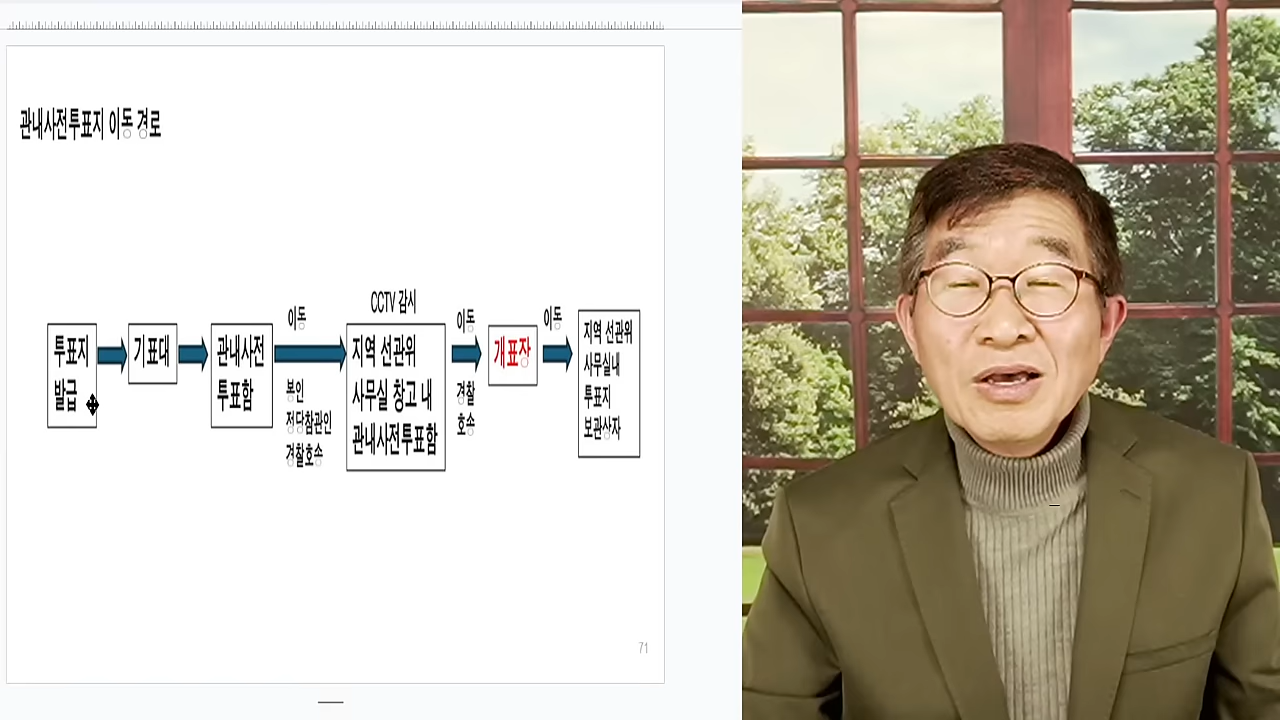 관내사전투표지 이동 경로
투표지
발급
기표대
관내사전
투표함
이동
본인
정당참관인
경찰호송
CCTV 감시
지역 선관위
사무실 창고 내
관내사전투표함
이동
경찰
호송
개표장
이동
지역 선관위
사무실내
투표지
보관상자
71